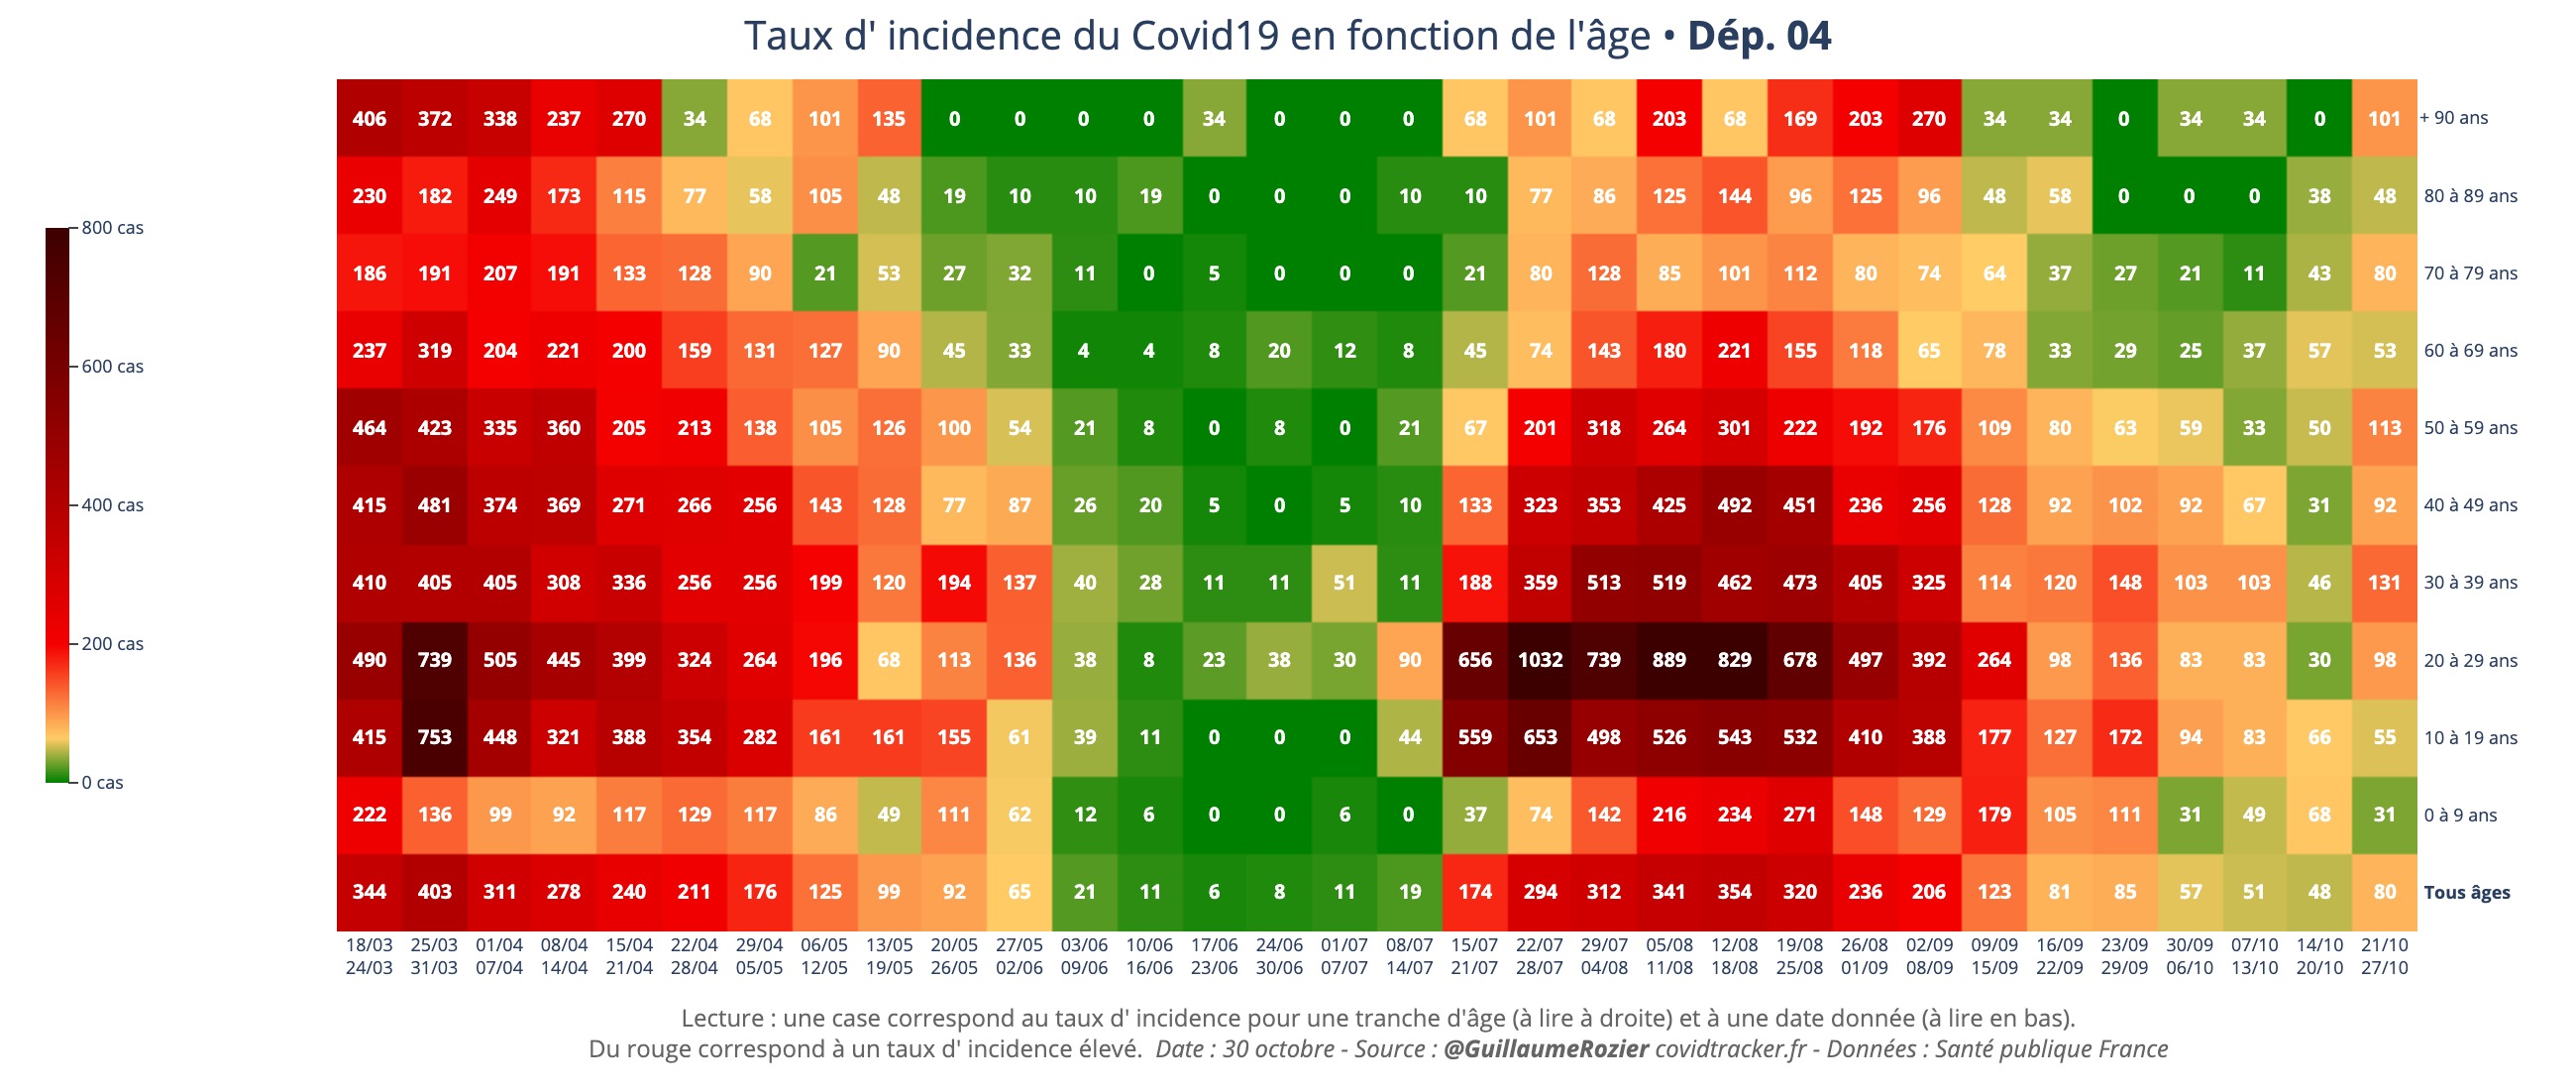 Taux d' incidence du Covid19 en fonction de l'âge • Dép. 04
406 372 338 237 270 34 68 101 135 0 0 0 0 34 0 0 0 68 101 68 203 68 169 203 270 34 34 0 34 34 0 101 + 90 ans
230 182 249 173 115 77 58 105 48 19 10 10 19 0 0 0 10 10 77 86 125 144 96 125 96 48 58 0 0 0 38 48 80 à 89 ans
186 191 207 191 133 128 90 21 53 27 32 11 0 5 0 0 0 21 80 128 85 101 112 80 74 64 37 27 21 11 43 80 70 à 79 ans
237 319 204 221 200 159 131 127 90 45 33 4 4 8 20 12 8 45 74 143 180 221 155 118 65 78 33 29 25 37 57 53 60 à 69 ans
464 423 335 360 205 213 138 105 126 100 54 21 8 0 8 0 21 67 201 318 264 301 222 192 176 109 80 63 59 33 50 113 50 à 59 ans
415 481 374 369 271 266 256 143 128 77 87 26 20 5 0 5 10 133 323 353 425 492 451 236 256 128 92 102 92 67 31 92 40 à 49 ans
410 405 405 308 336 256 256 199 120 194 137 40 28 11 11 51 11 188 359 513 519 462 473 405 325 114 120 148 103 103 46 131 30 à 39 ans
490 739 505 445 399 324 264 196 68 113 136 38 8 23 38 30 90 656 1032 739 889 829 678 497 392 264 98 136 83 83 30 98 20 à 29 ans
415 753 448 321 388 354 282 161 161 155 61 39 11 0 0 0 44 559 653 498 526 543 532 410 388 177 127 172 94 83 66 55 10 à 19 ans
222 136 99 92 117 129 117 86 49 111 62 12 6 0 0 6 0 37 74 142 216 234 271 148 129 179 105 111 31 49 68 31 0 à 9 ans
344 403 311 278 240 211 176 125 99 92 65 21 11 6 8 11 19 174 294 312 341 354 320 236 206 123 81 85 57 51 48 80 Tous âges
18/03 25/03 01/04 08/04 15/04 22/04 29/04 06/05 13/05 20/05 27/05 03/06 10/06 17/06 24/06 01/07 08/07 15/07 22/07 29/07 05/08 12/08 19/08 26/08 02/09 09/09 16/09 23/09 30/09 07/10 14/10 21/10
24/03 31/03 07/04 14/04 21/04 28/04 05/05 12/05 19/05 26/05 02/06 09/06 16/06 23/06 30/06 07/07 14/07 21/07 28/07 04/08 11/08 18/08 25/08 01/09 08/09 15/09 22/09 29/09 06/10 13/10 20/10 27/10
800 cas
600 cas
400 cas
200 cas
0 cas
Lecture : une case correspond au taux d' incidence pour une tranche d'âge (à lire à droite) et à une date donnée (à lire en bas).
Du rouge correspond à un taux d' incidence élevé. Date : 30 octobre - Source : @GuillaumeRozier covidtracker.fr - Données : Santé publique France